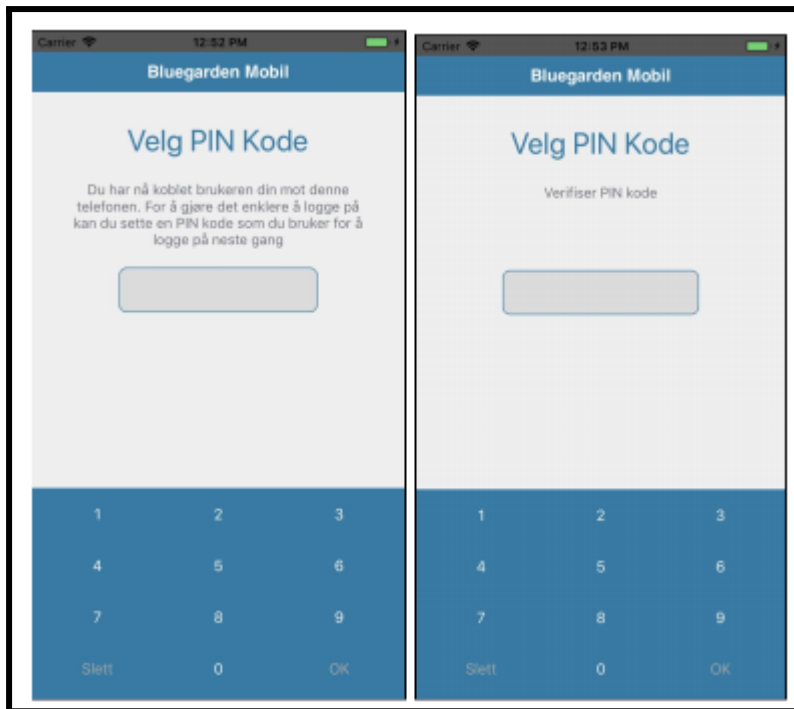 Carrier 12:52 PM
Bluegarden Mobil
Velg PIN Kode
Du har nå koblet brukeren din mot denne
telefonen. For å gjøre det enklere å logge på
kan du sette en PIN kode som du bruker for å
logge på neste gang
1 2 3
4 5 6
7 8 9
Slett 0 OK
Carrier 12:53 PM
Bluegarden Mobil
Velg PIN Kode
Verifiser PIN kode
1 2 3
4 5 6
7 8 9
Slett 0 OK